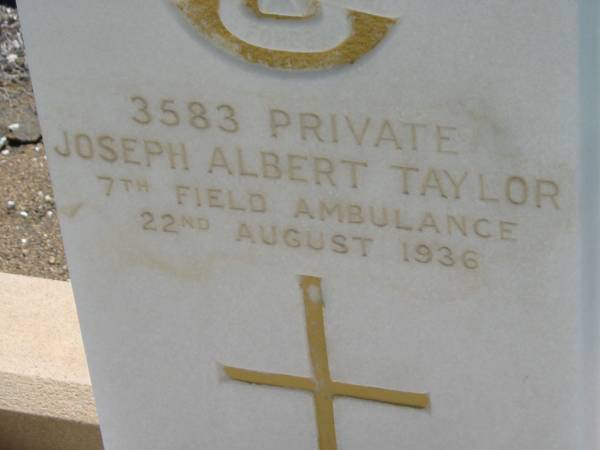 3583 PRIVATE
JOSEPH ALBERT TAYLOR
7TH FIELD AMBULANCE
22ND AUGUST 1936